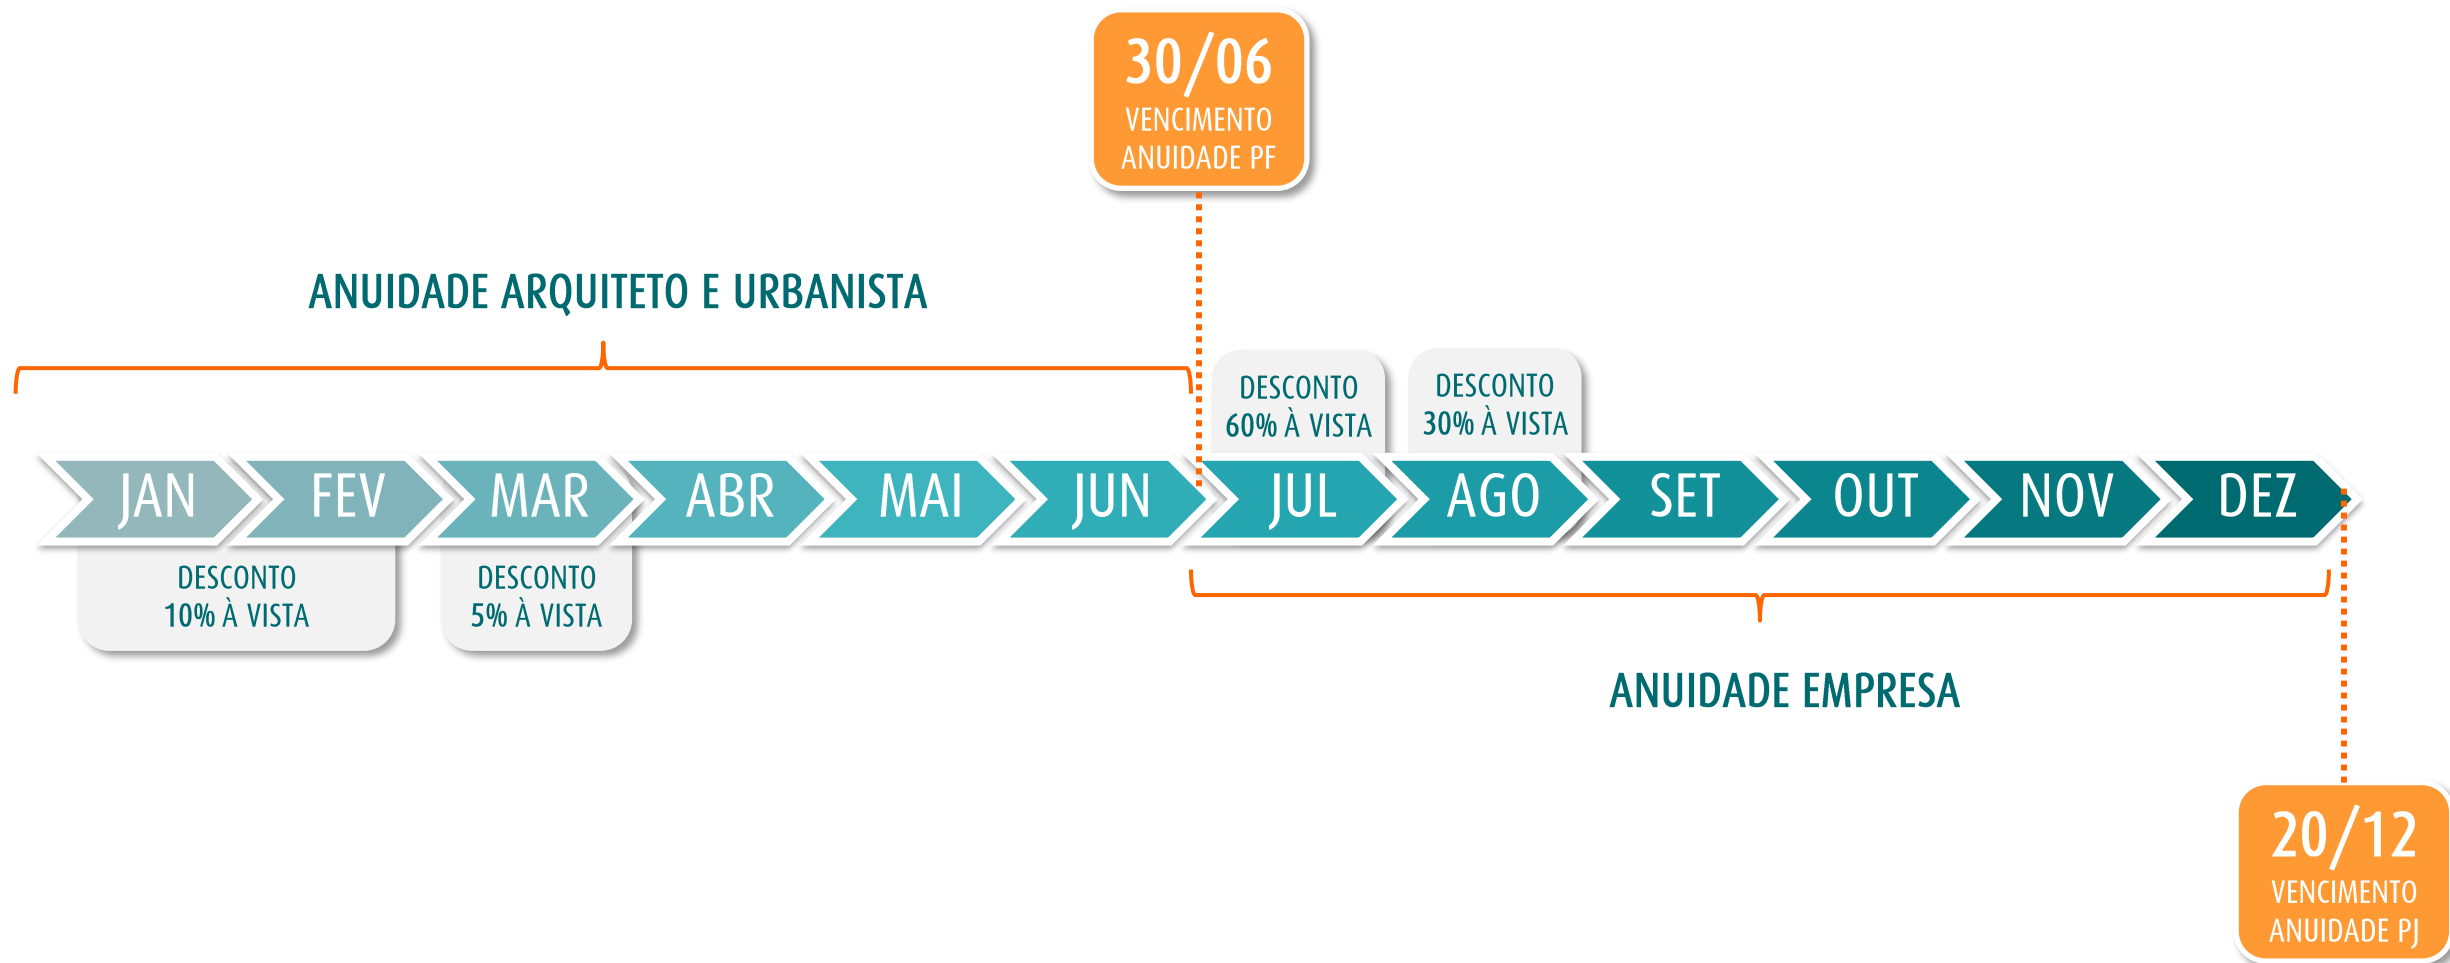 30/06
VENCIMENTO
ANUIDADE PF
ANUIDADE ARQUITETO E URBANISTA
DESCONTO
60% À VISTA
DESCONTO
30% À VISTA
JAN
FEV
MAR
ABR
MAI
JUN
JUL
AGO
SET
OUT
NOV
DEZ
DESCONTO
10% À VISTA
DESCONTO
5% À VISTA
ANUIDADE EMPRESA
20/12
VENCIMENTO
ANUIDADE PJ